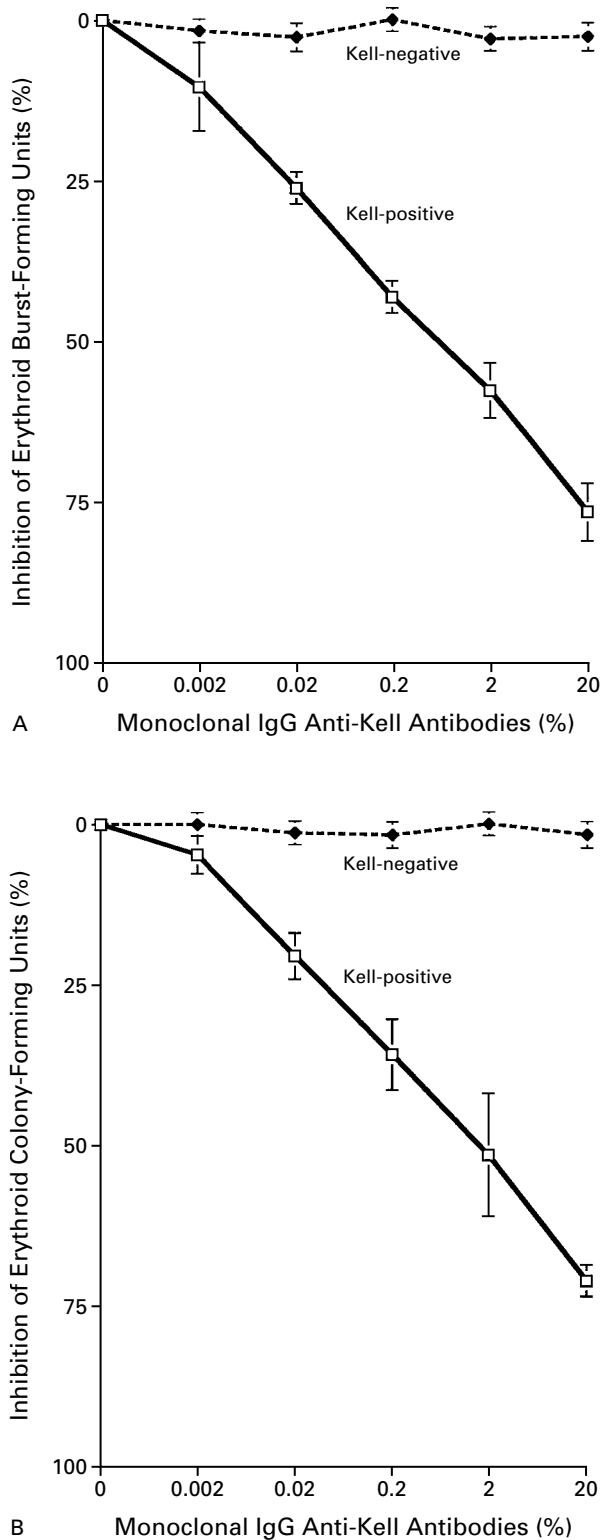 Inhibition of Erythroid Burst-Forming Units (%)
0
25
50
75
100
Kell-negative
Kell-positive
0 0.002 0.02 0.2 2 20
A Monoclonal IgG Anti-Kell Antibodies (%)
Inhibition of Erythroid Colony-Forming Units (%)
0
25
50
75
100
Kell-negative
Kell-positive
0 0.002 0.02 0.2 2 20
B Monoclonal IgG Anti-Kell Antibodies (%)